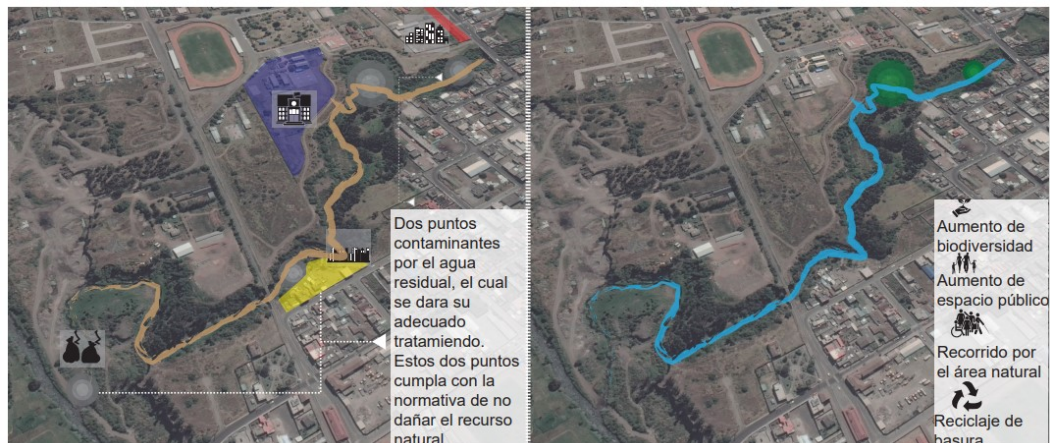 Dos puntos
contaminantes
por el agua
residual, el cual
se dara su
adecuado
tratamiendo.
Estos dos puntos
cumpla con la
normativa de no
dañar el recurso
natural
Aumento de
biodiversidad
Aumento de
espacio público
Recorrido por
el área natural
Reciclaje de
basura